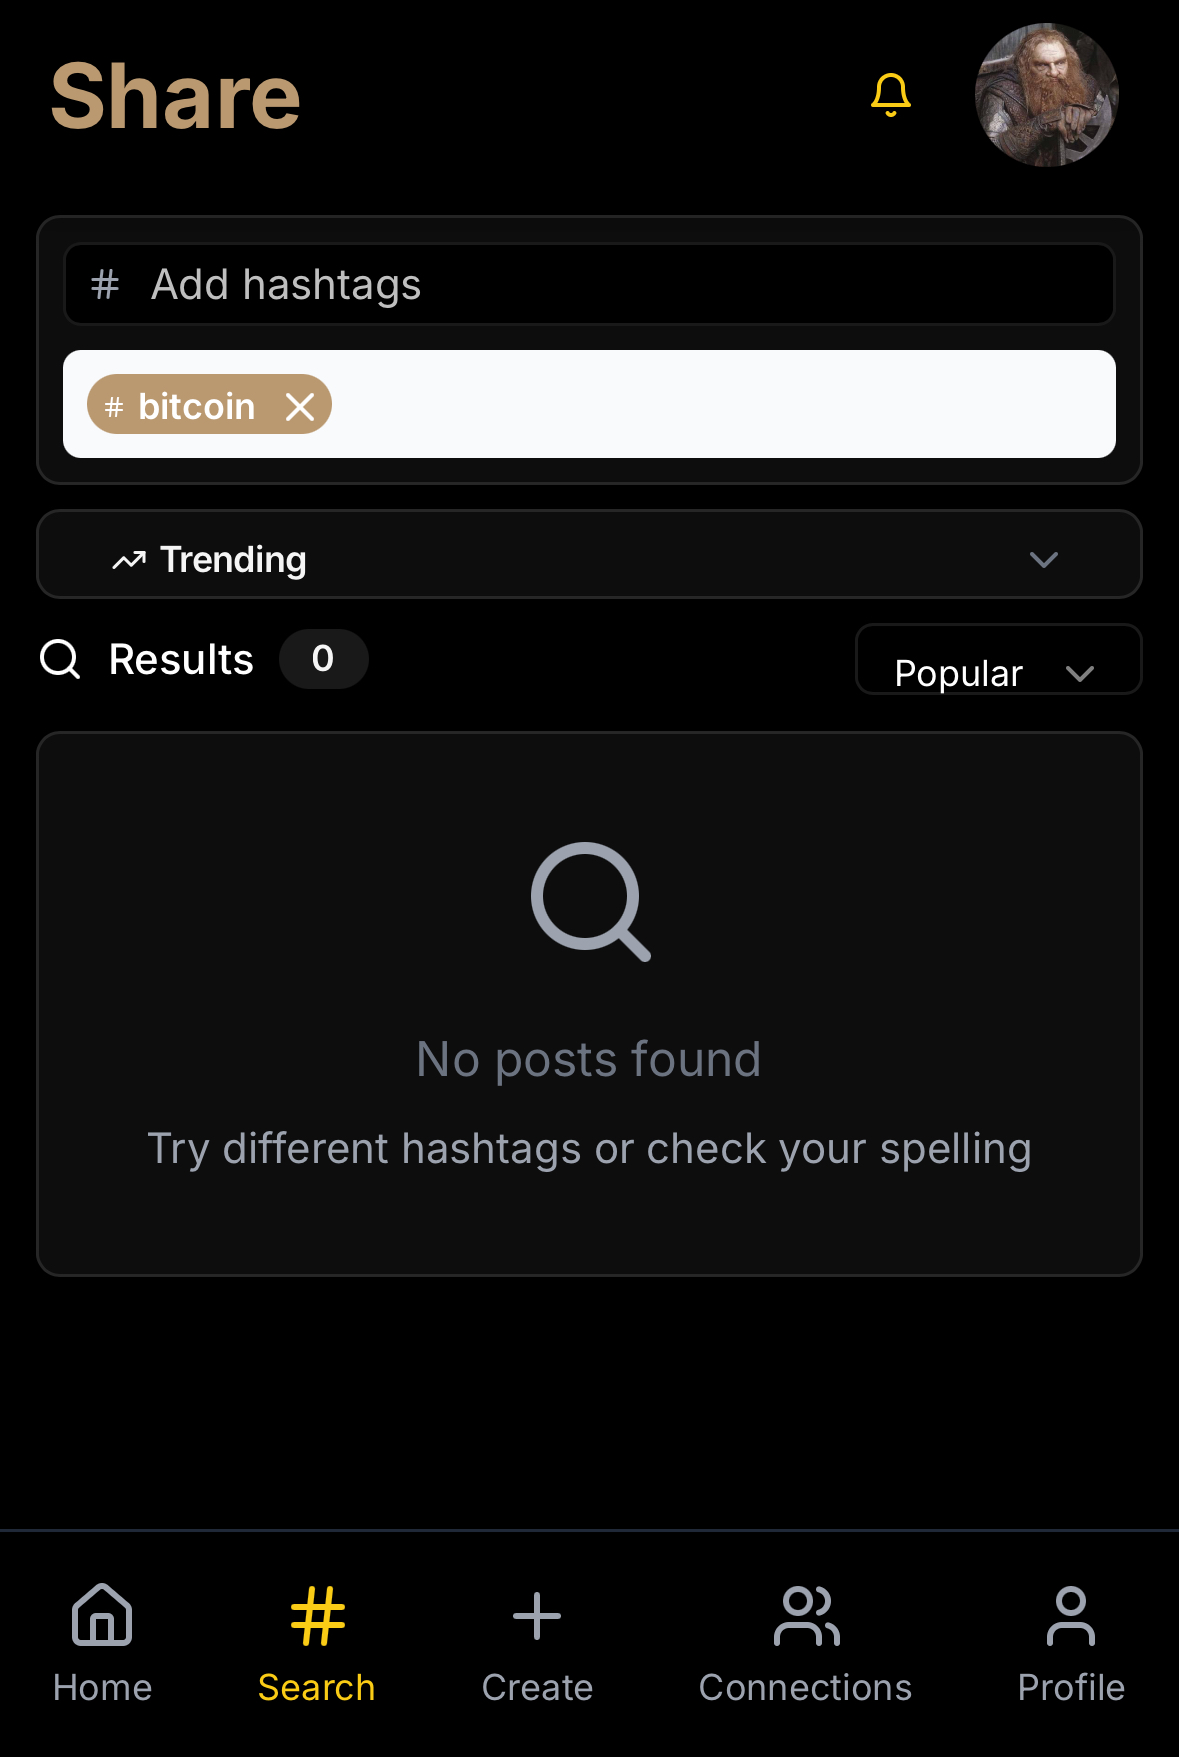 Share
# Add hashtags
# bitcoin
Trending
Results 0
Popular
No posts found
Try different hashtags or check your spelling
Home Search Create Connections Profile